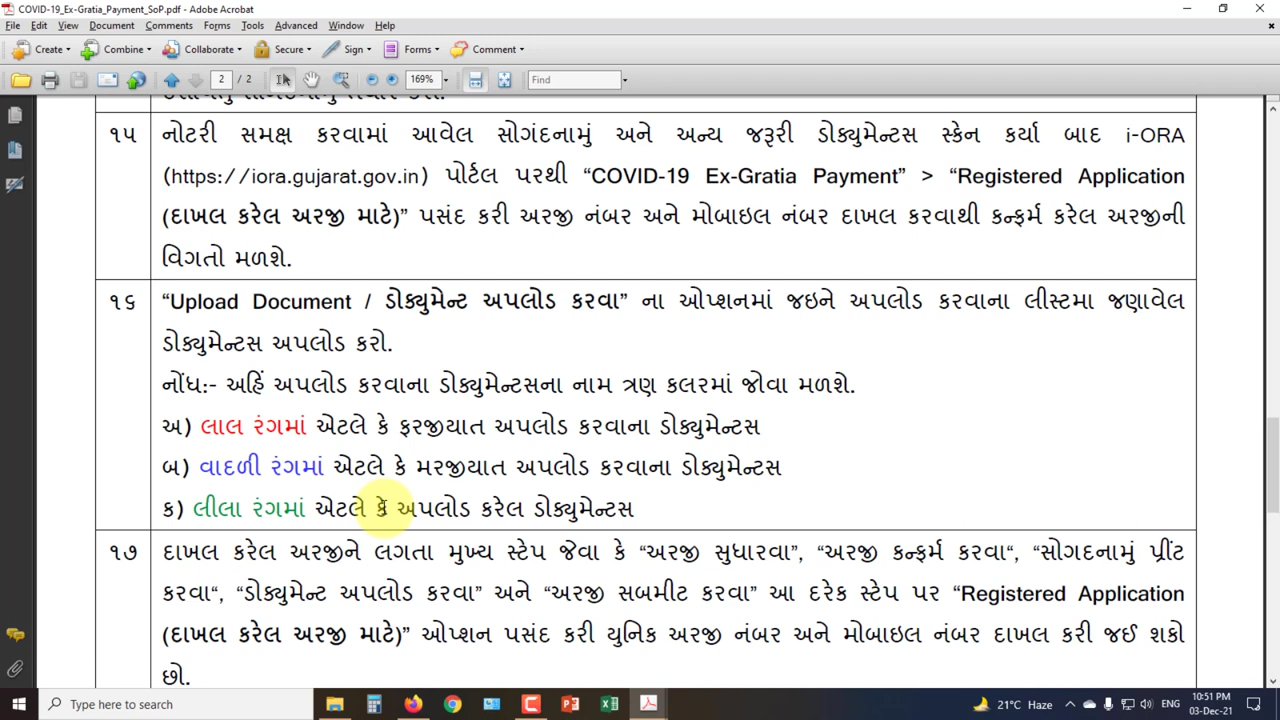 COVID-19_Ex-Gratia_Payment_SoP.pdf - Adobe Acrobat
File Edit View Document Comments Forms Tools Advanced Window Help
Create Combine Collaborate Secure Sign Forms Comment
2 / 2 169% Find
૧૫ નોટરી સમક્ષ કરવામાં આવેલ સોગંદનામું અને અન્ય જરૂરી ડોક્યુમેન્ટસ સ્કેન કર્યા બાદ i-ORA
(https://iora.gujarat.gov.in) પોર્ટલ પરથી “COVID-19 Ex-Gratia Payment” > “Registered Application
(દાખલ કરેલ અરજી માટે)” પસંદ કરી અરજી નંબર અને મોબાઇલ નંબર દાખલ કરવાથી કન્ફર્મ કરેલ અરજીની
વિગતો મળશે.
૧૬ “Upload Document / ડોક્યુમેન્ટ અપલોડ કરવા” ના ઓપ્શનમાં જઇને અપલોડ કરવાના લીસ્ટમા જણાવેલ
ડોક્યુમેન્ટસ અપલોડ કરો.
નોંધ:- અહિં અપલોડ કરવાના ડોક્યુમેન્ટસના નામ ત્રણ કલરમાં જોવા મળશે.
અ) લાલ રંગમાં એટલે કે ફરજીયાત અપલોડ કરવાના ડોક્યુમેન્ટસ
બ) વાદળી રંગમાં એટલે કે મરજીયાત અપલોડ કરવાના ડોક્યુમેન્ટસ
ક) લીલા રંગમાં એટલે કે અપલોડ કરેલ ડોક્યુમેન્ટસ
૧૭ દાખલ કરેલ અરજીને લગતા મુખ્ય સ્ટેપ જેવા કે “અરજી સુધારવા”, “અરજી કન્ફર્મ કરવા“, “સોગદનામું પ્રીંટ
કરવા“, “ડોક્યુમેન્ટ અપલોડ કરવા” અને “અરજી સબમીટ કરવા” આ દરેક સ્ટેપ પર “Registered Application
(દાખલ કરેલ અરજી માટે)” ઓપ્શન પસંદ કરી યુનિક અરજી નંબર અને મોબાઇલ નંબર દાખલ કરી જઈ શકો
છો.
Type here to search 21°C Haze ENG 10:51 PM
03-Dec-21